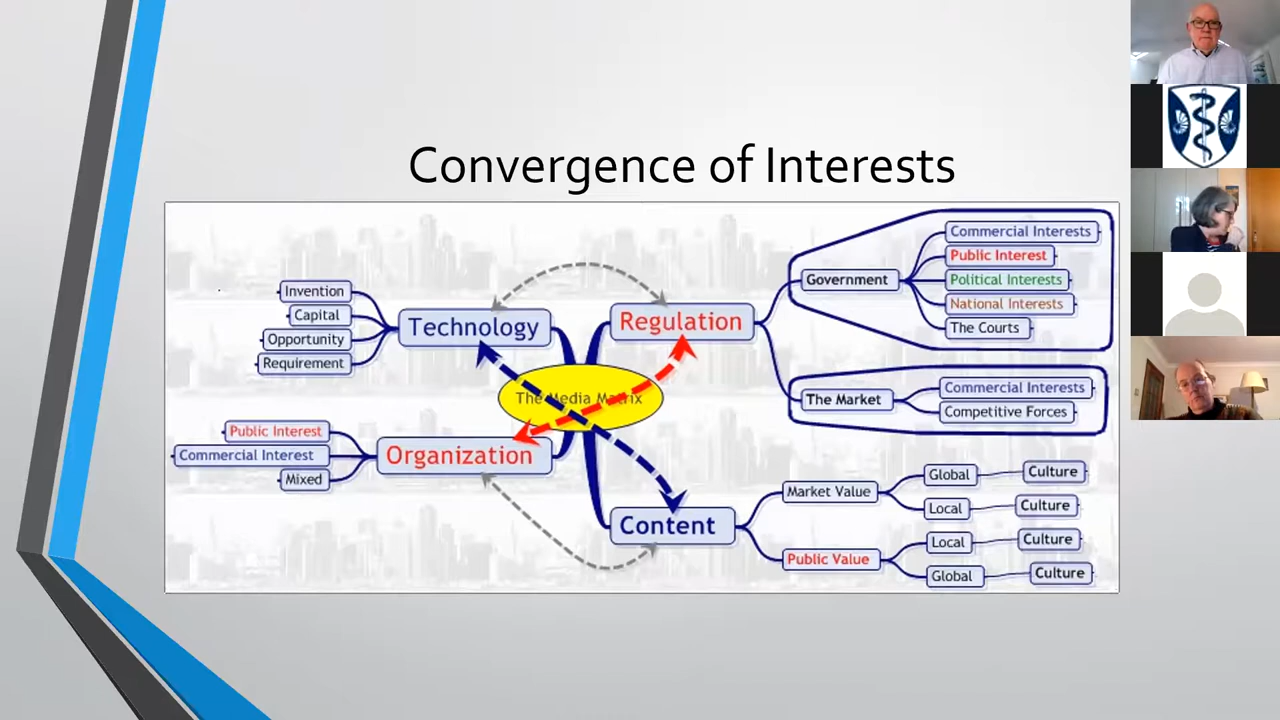 Convergence of Interests
Invention
Capital
Opportunity
Requirement
Technology
Public Interest
Commercial Interest
Mixed
Organization
The Media Matrix
Regulation
Government
Commercial Interests
Public Interest
Political Interests
National Interests
The Courts
The Market
Commercial Interests
Competitive Forces
Content
Market Value
Global
Culture
Local
Culture
Public Value
Local
Culture
Global
Culture